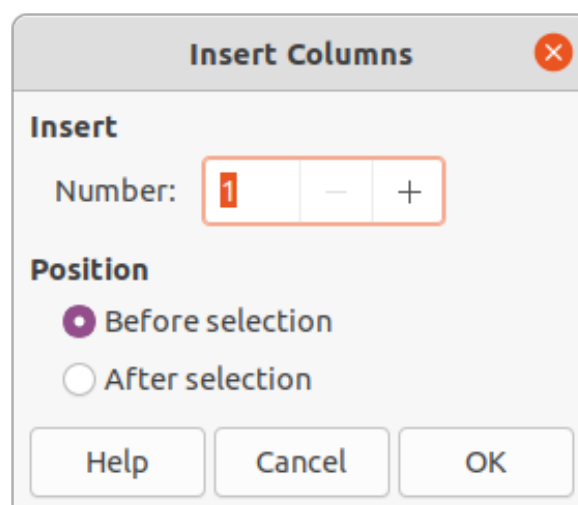 Insert Columns
Insert
Number: 1
Position
Before selection
After selection
Help Cancel OK